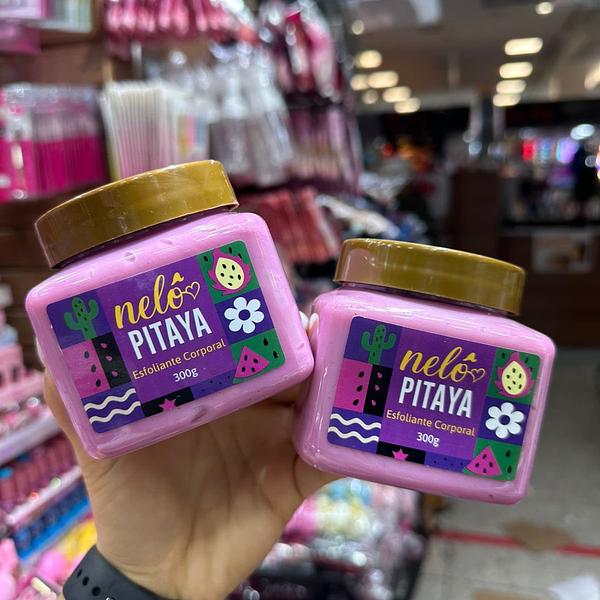 nelô
PITAYA
Esfoliante Corporal
300g
nelô
PITAYA
Esfoliante Corporal
300g